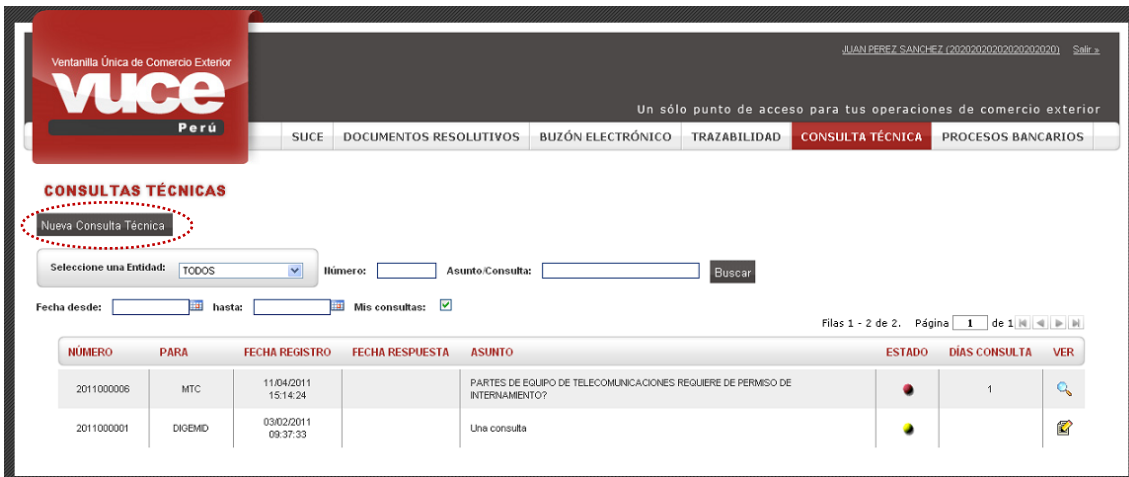 JUAN PEREZ SANCHEZ (20202020202020202020) Salir »
Ventanilla Única de Comercio Exterior
vuce
Perú
Un sólo punto de acceso para tus operaciones de comercio exterior
SUCE DOCUMENTOS RESOLUTIVOS BUZÓN ELECTRÓNICO TRAZABILIDAD CONSULTA TÉCNICA PROCESOS BANCARIOS
CONSULTAS TÉCNICAS
Nueva Consulta Técnica
Seleccione una Entidad: TODOS Número: Asunto/Consulta: Buscar
Fecha desde: hasta: Mis consultas:
Filas 1 - 2 de 2. Página 1 de 1
NÚMERO PARA FECHA REGISTRO FECHA RESPUESTA ASUNTO ESTADO DÍAS CONSULTA VER
2011000006 MTC 11/04/2011 15:14:24 PARTES DE EQUIPO DE TELECOMUNICACIONES REQUIERE DE PERMISO DE INTERNAMIENTO? 1
2011000001 DIGEMID 03/02/2011 09:37:33 Una consulta